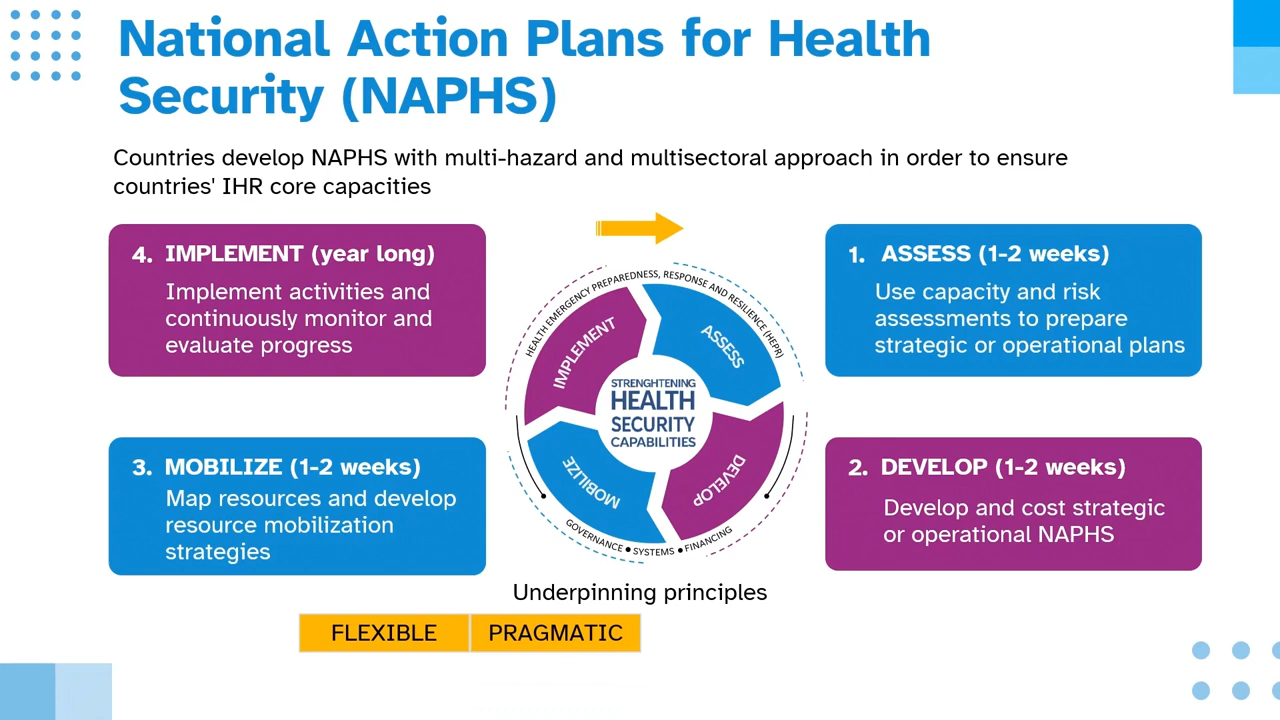 National Action Plans for Health
Security (NAPHS)
Countries develop NAPHS with multi-hazard and multisectoral approach in order to ensure
countries' IHR core capacities
4. IMPLEMENT (year long)
Implement activities and
continuously monitor and
evaluate progress
1. ASSESS (1-2 weeks)
Use capacity and risk
assessments to prepare
strategic or operational plans
HEALTH EMERGENCY PREPAREDNESS, RESPONSE AND RESILIENCE (HEPR)
IMPLEMENT
ASSESS
STRENGHTENING
HEALTH
SECURITY
CAPABILITIES
MOBILIZE
DEVELOP
GOVERNANCE ● SYSTEMS ● FINANCING
3. MOBILIZE (1-2 weeks)
Map resources and develop
resource mobilization
strategies
2. DEVELOP (1-2 weeks)
Develop and cost strategic
or operational NAPHS
Underpinning principles
FLEXIBLE
PRAGMATIC